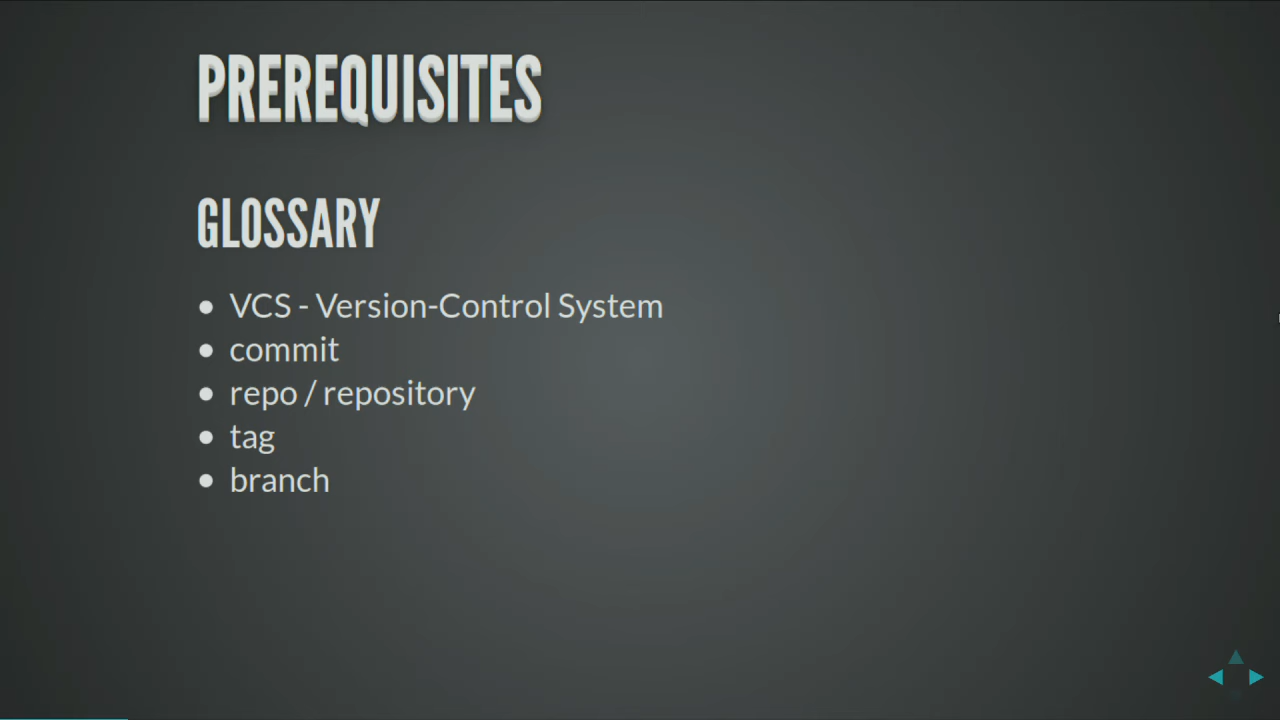 PREREQUISITES
GLOSSARY
• VCS - Version-Control System
• commit
• repo / repository
• tag
• branch